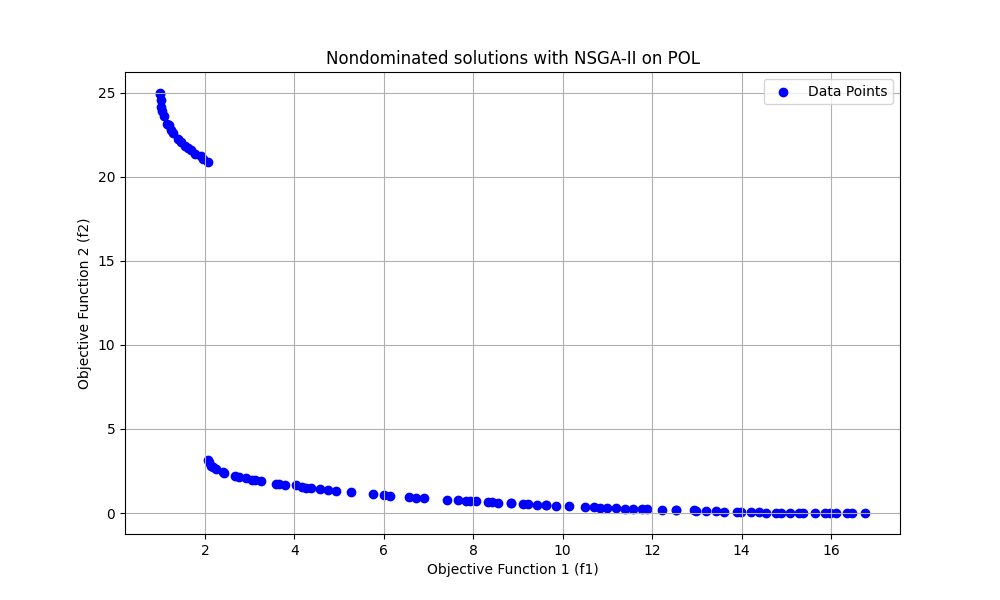 Nondominated solutions with NSGA-II on POL
Data Points
Objective Function 2 (f2)
25
20
15
10
5
0
2 4 6 8 10 12 14 16
Objective Function 1 (f1)